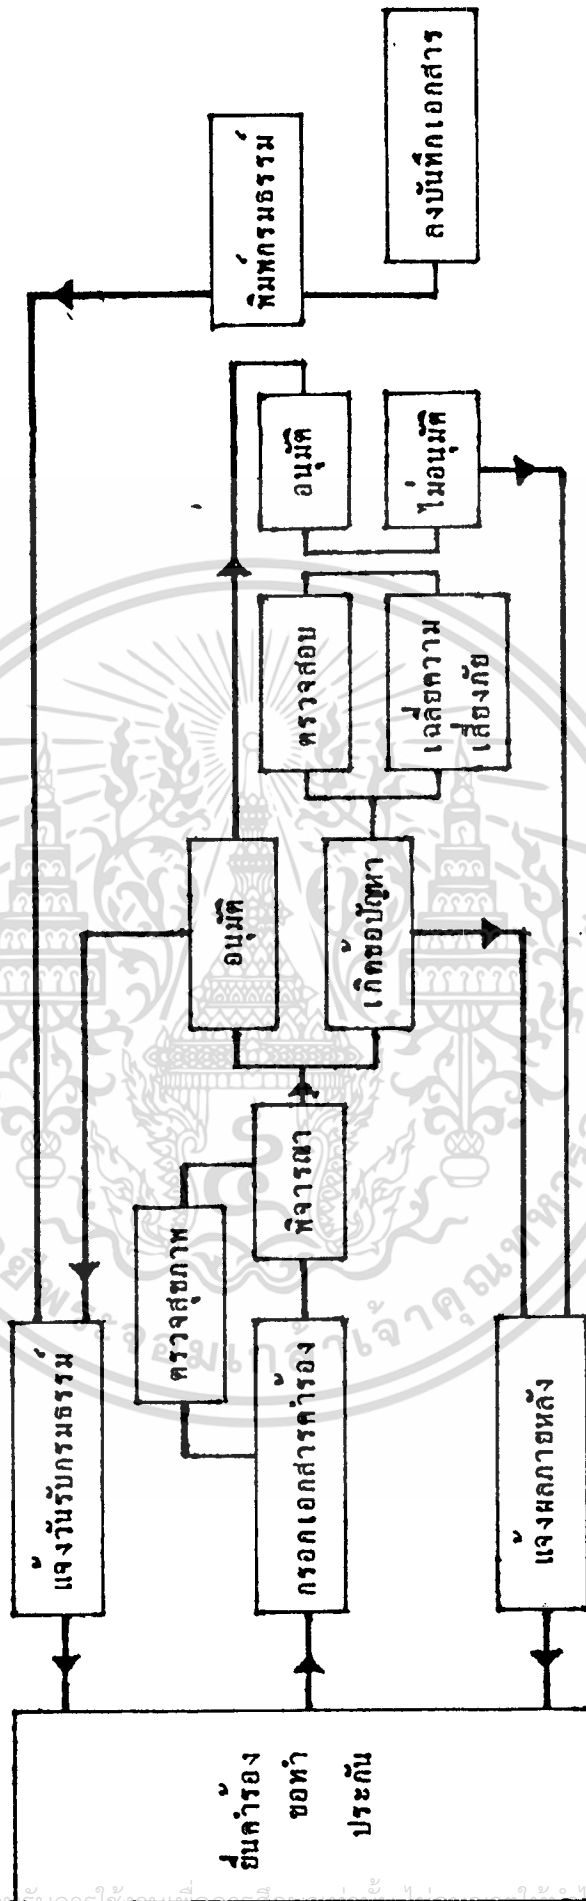 ยื่นคำร้อง
ขอทำ
ประกัน
แจ้งวันรับกรมธรรม์
ตรวจสุขภาพ
กรอกเอกสารคำร้อง
พิจารณา
แจ้งผลภายหลัง
อนุมัติ
เกิดขอปัญหา
ตรวจสอบ
เฉลี่ยความ
เสี่ยงภัย
อนุมัติ
ไม่อนุมัติ
พิมพ์กรมธรรม์
ลงบันทึกเอกสาร